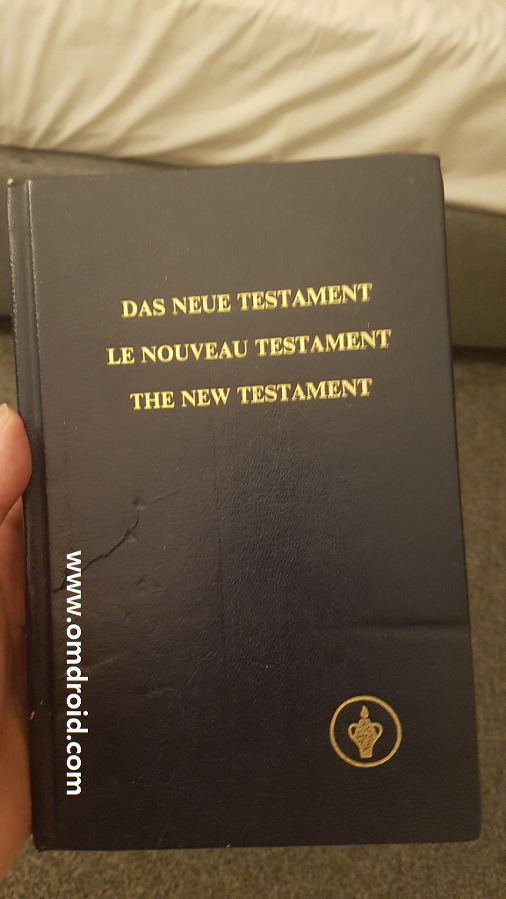 DAS NEUE TESTAMENT
LE NOUVEAU TESTAMENT
THE NEW TESTAMENT
www.omdroid.com